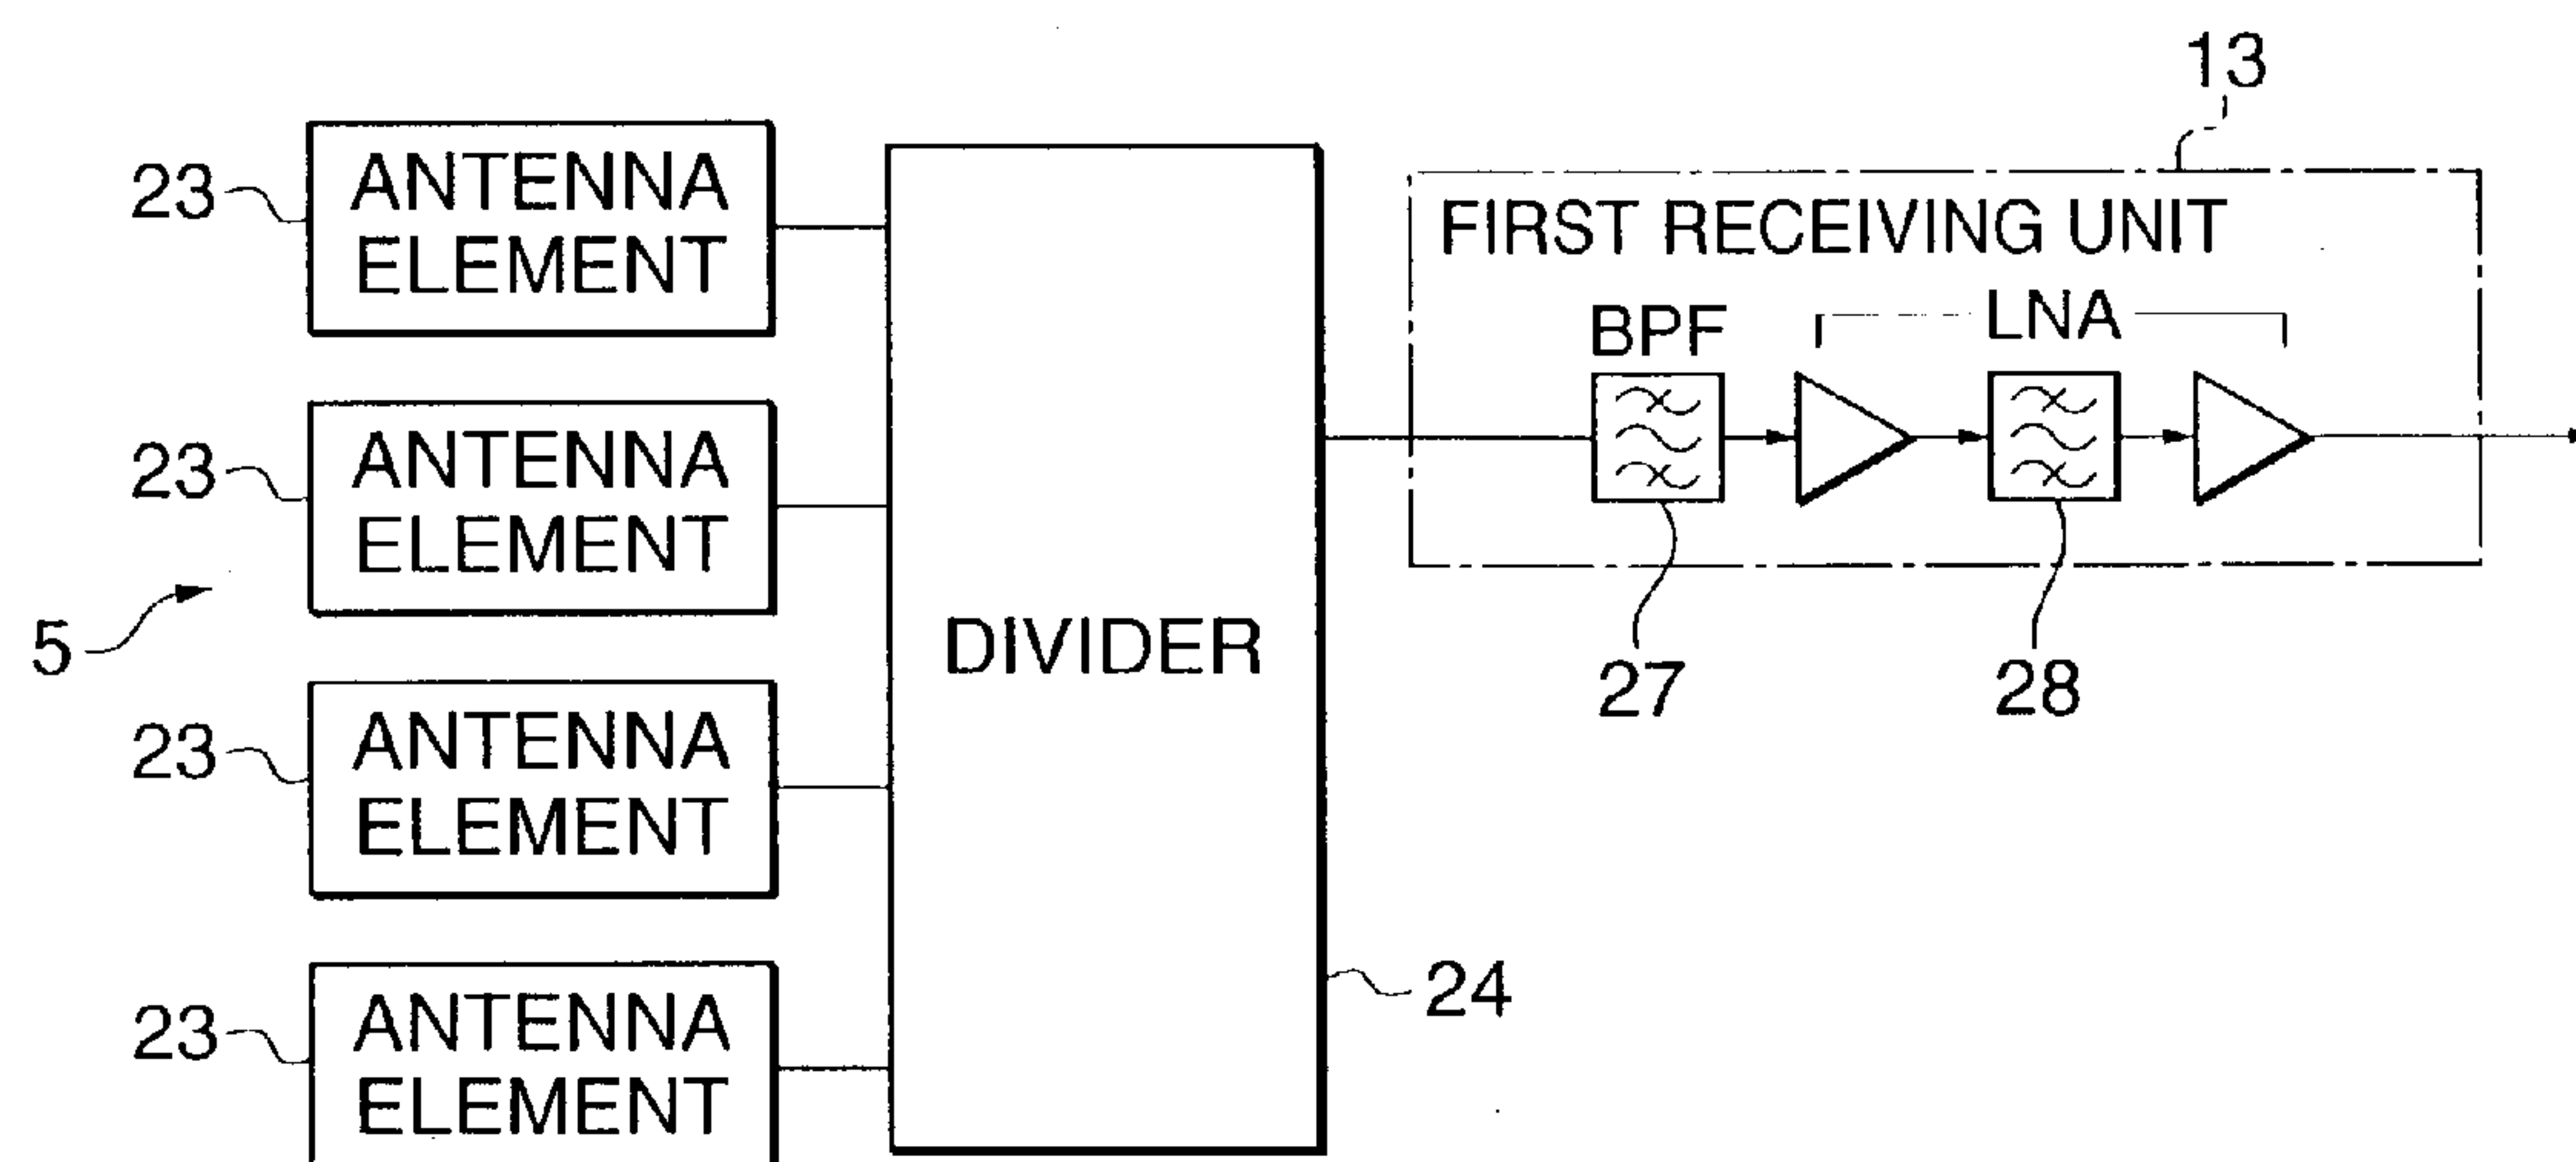 13
23
ANTENNA
ELEMENT
FIRST RECEIVING UNIT
BPF
LNA
23
ANTENNA
ELEMENT
5
DIVIDER
27
28
23
ANTENNA
ELEMENT
24
23
ANTENNA
ELEMENT